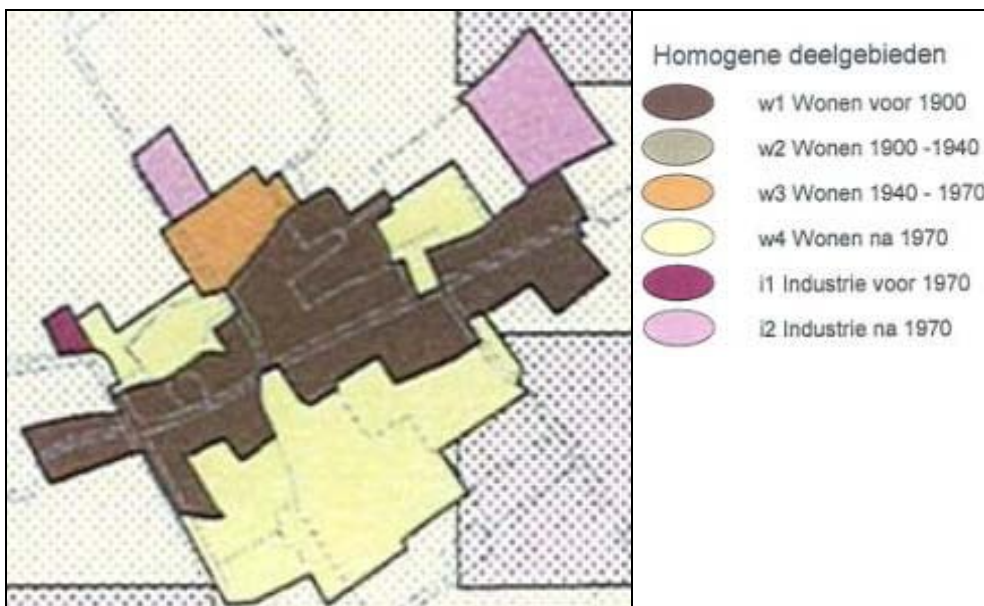 Homogene deelgebieden
w1 Wonen voor 1900
w2 Wonen 1900 -1940
w3 Wonen 1940 - 1970
w4 Wonen na 1970
i1 Industrie voor 1970
i2 Industrie na 1970